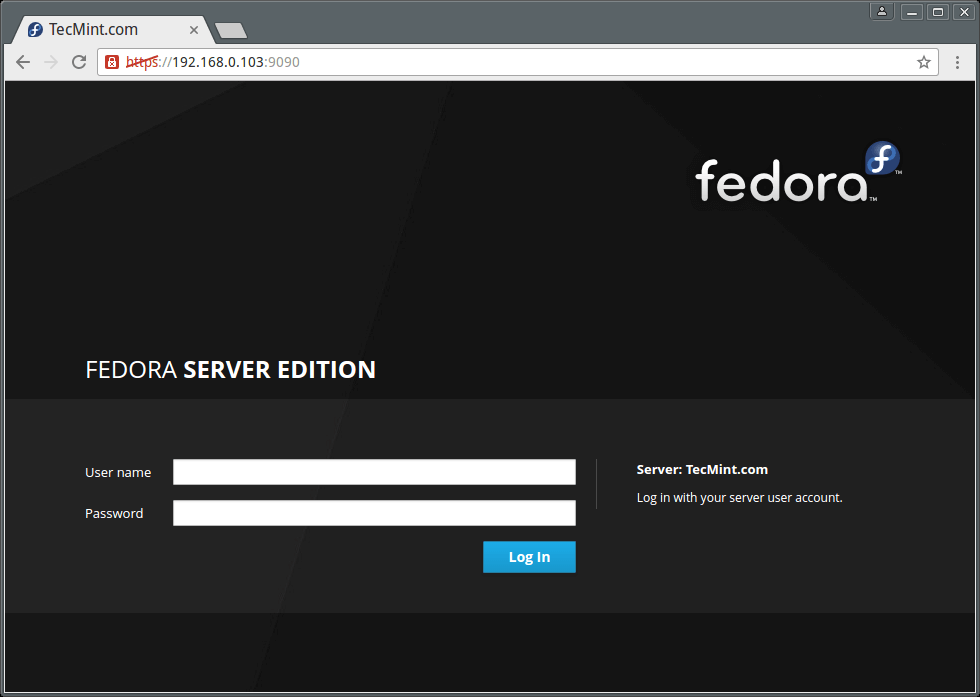 TecMint.com
https://192.168.0.103:9090
fedora™
FEDORA SERVER EDITION
User name
Password
Log In
Server: TecMint.com
Log in with your server user account.